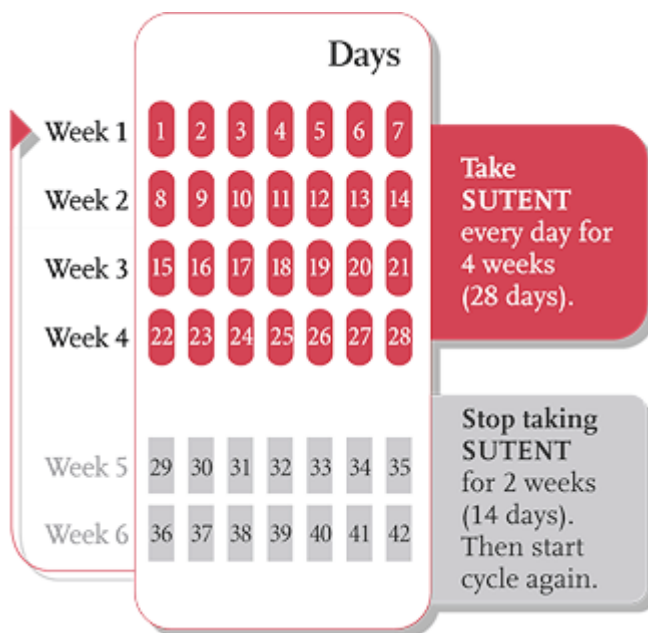 Days
Week 1 1 2 3 4 5 6 7
Week 2 8 9 10 11 12 13 14
Week 3 15 16 17 18 19 20 21
Week 4 22 23 24 25 26 27 28
Take
SUTENT
every day for
4 weeks
(28 days).
Week 5 29 30 31 32 33 34 35
Week 6 36 37 38 39 40 41 42
Stop taking
SUTENT
for 2 weeks
(14 days).
Then start
cycle again.